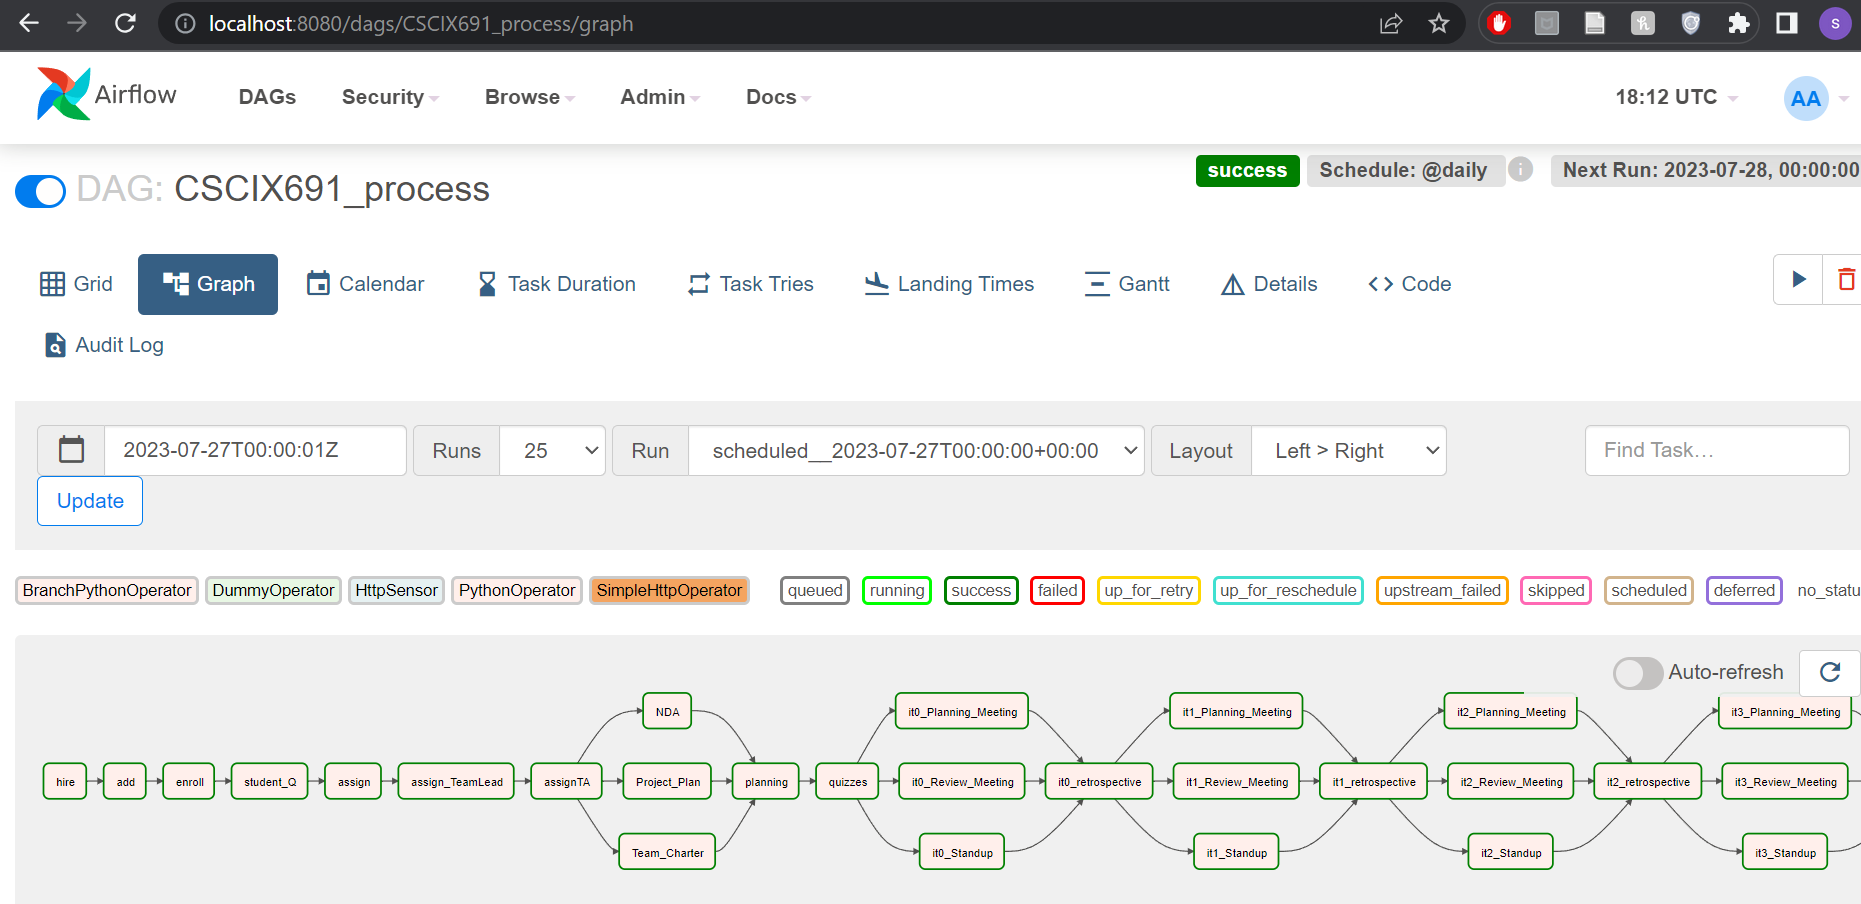 localhost:8080/dags/CSCIX691_process/graph
S
Airflow DAGs Security Browse Admin Docs 18:12 UTC AA
success Schedule: @daily i Next Run: 2023-07-28, 00:00:00
DAG: CSCIX691_process
Grid Graph Calendar Task Duration Task Tries Landing Times Gantt Details Code
Audit Log
2023-07-27T00:00:01Z Runs 25 Run scheduled__2023-07-27T00:00:00+00:00 Layout Left > Right Find Task…
Update
BranchPythonOperator DummyOperator HttpSensor PythonOperator SimpleHttpOperator queued running success failed up_for_retry up_for_reschedule upstream_failed skipped scheduled deferred no_statu
Auto-refresh
NDA it0_Planning_Meeting it1_Planning_Meeting it2_Planning_Meeting it3_Planning_Meeting
hire add enroll student_Q assign assign_TeamLead assignTA Project_Plan planning quizzes it0_Review_Meeting it0_retrospective it1_Review_Meeting it1_retrospective it2_Review_Meeting it2_retrospective it3_Review_Meeting
Team_Charter it0_Standup it1_Standup it2_Standup it3_Standup